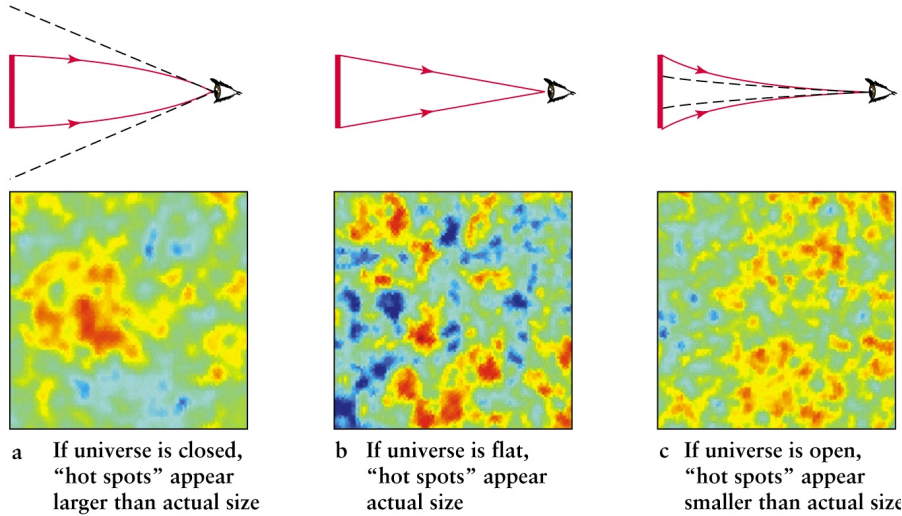 a If universe is closed,
“hot spots” appear
larger than actual size
b If universe is flat,
“hot spots” appear
actual size
c If universe is open,
“hot spots” appear
smaller than actual size